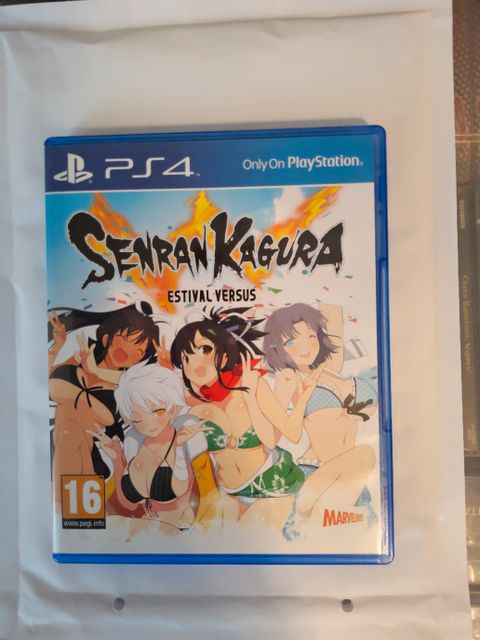 PS4
Only On PlayStation.
SENRAN KAGURA
ESTIVAL VERSUS
16
www.pegi.info
MARVELOUS